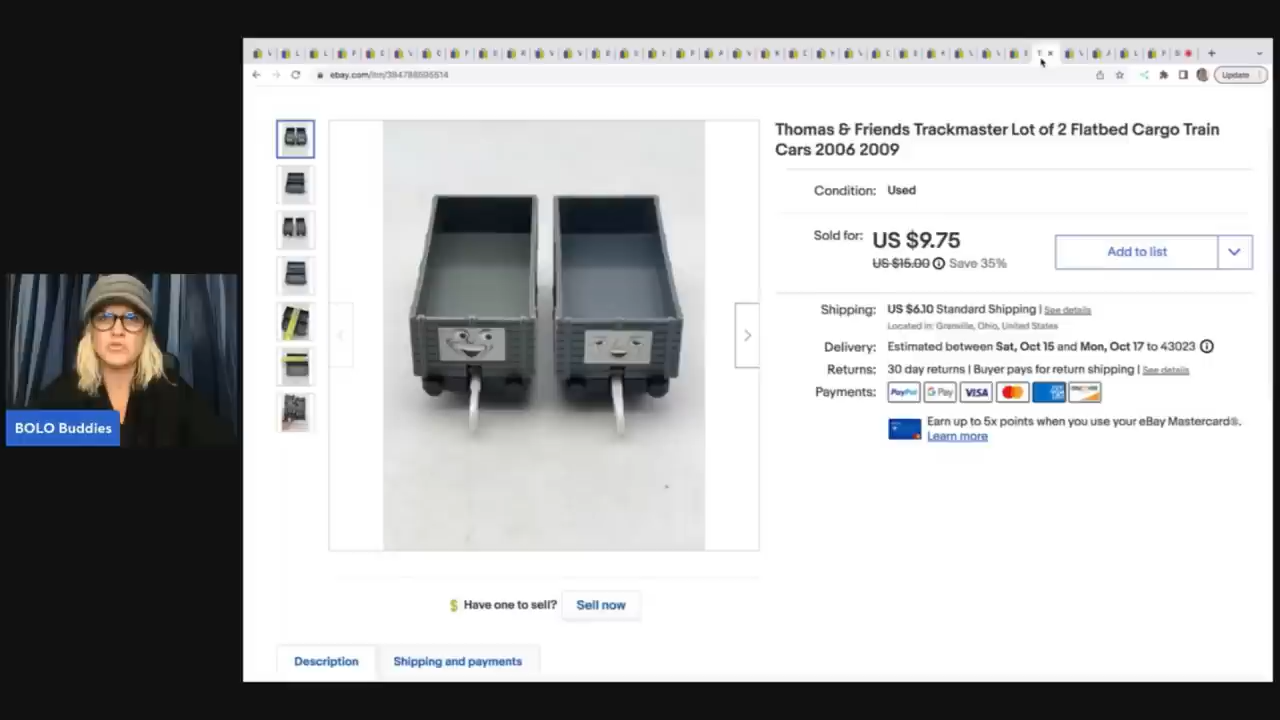 ebay.com/itm/394788595514
Update
Thomas & Friends Trackmaster Lot of 2 Flatbed Cargo Train
Cars 2006 2009
Condition: Used
Sold for: US $9.75
US $15.00 Save 35%
Add to list
Shipping: US $6.10 Standard Shipping | See details
Located in: Granville, Ohio, United States
Delivery: Estimated between Sat, Oct 15 and Mon, Oct 17 to 43023
Returns: 30 day returns | Buyer pays for return shipping | See details
Payments: PayPal G Pay VISA
Earn up to 5x points when you use your eBay Mastercard®.
Learn more
BOLO Buddies
$ Have one to sell? Sell now
Description Shipping and payments